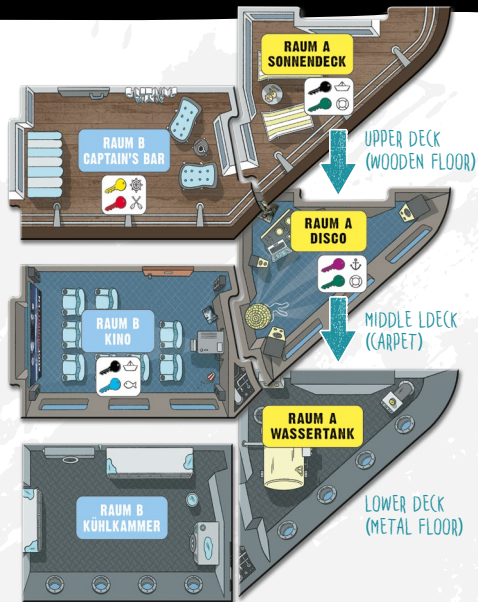 RAUM A
SONNENDECK
UPPER DECK
(WOODEN FLOOR)
RAUM B
CAPTAIN'S BAR
RAUM A
DISCO
MIDDLE LDECK
(CARPET)
RAUM B
KINO
RAUM A
WASSERTANK
LOWER DECK
(METAL FLOOR)
RAUM B
KÜHLKAMMER